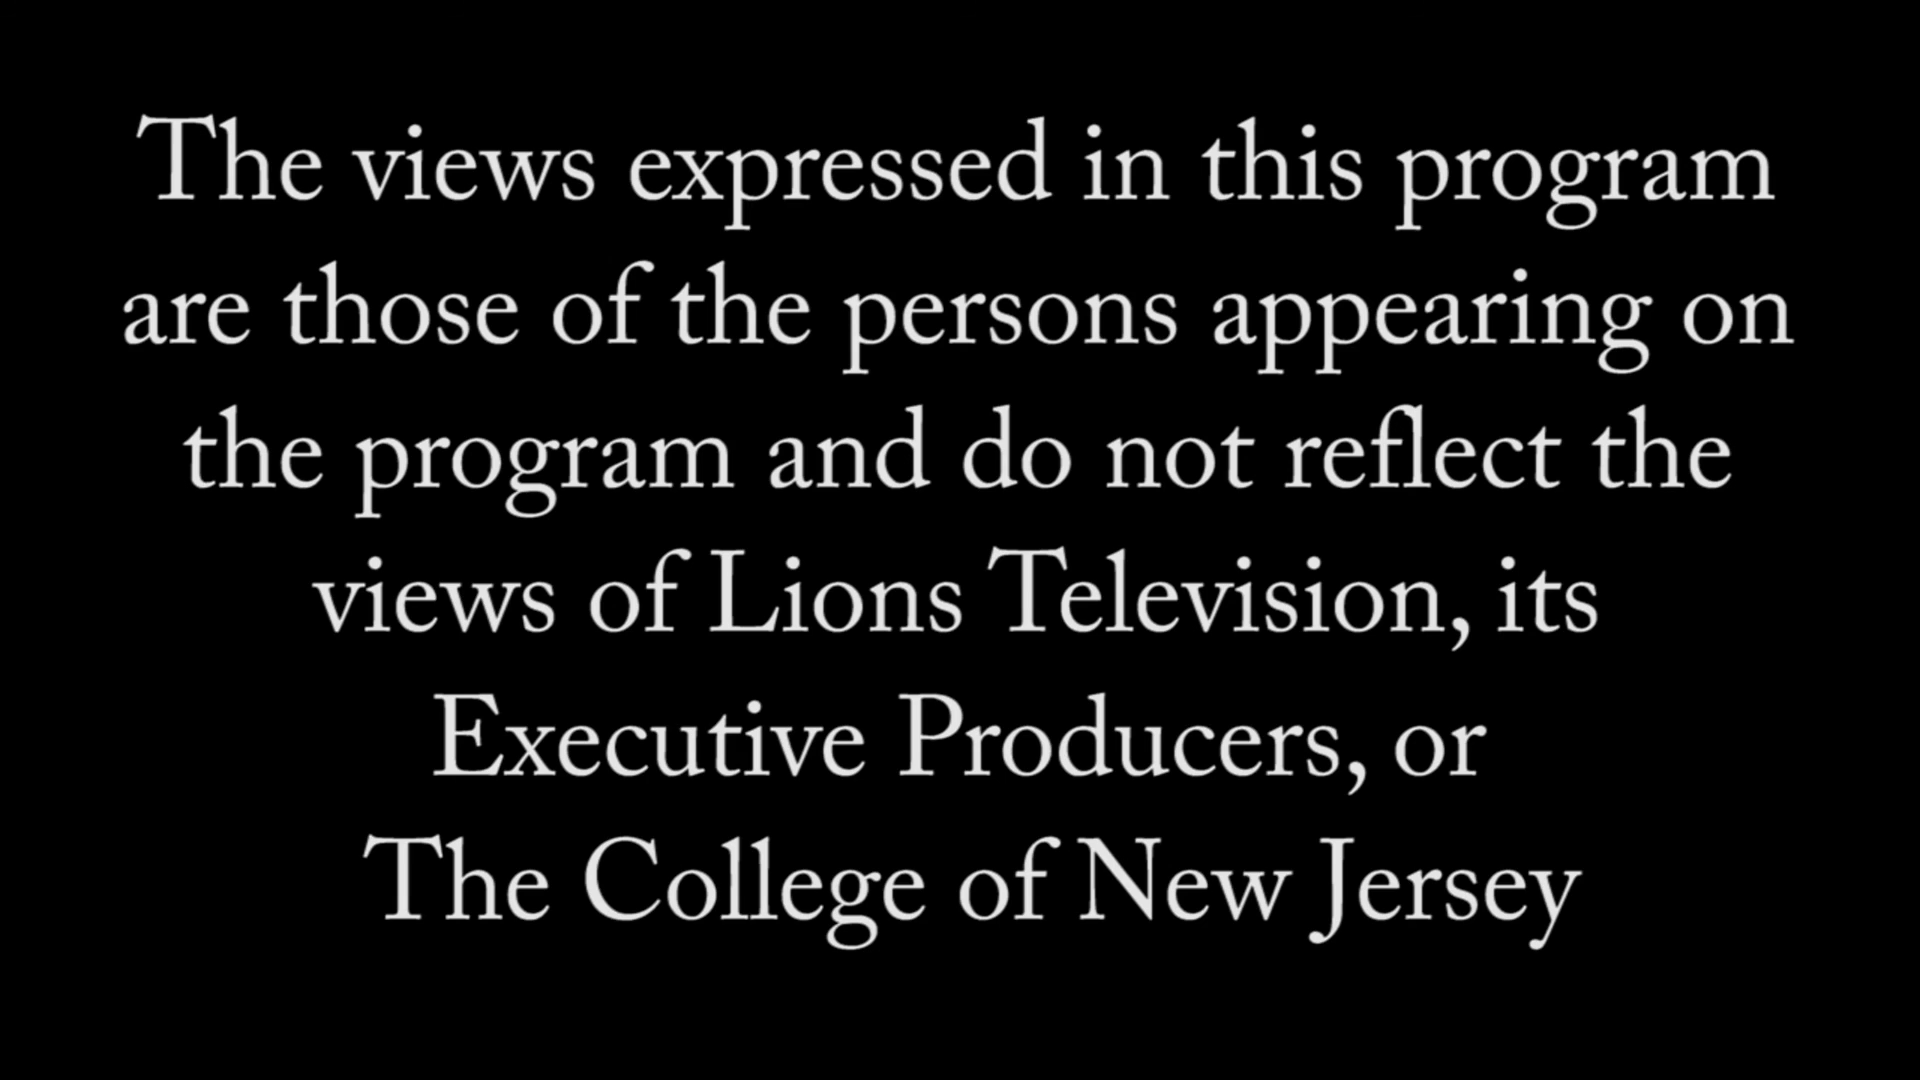 The views expressed in this program
are those of the persons appearing on
the program and do not reflect the
views of Lions Television, its
Executive Producers, or
The College of New Jersey